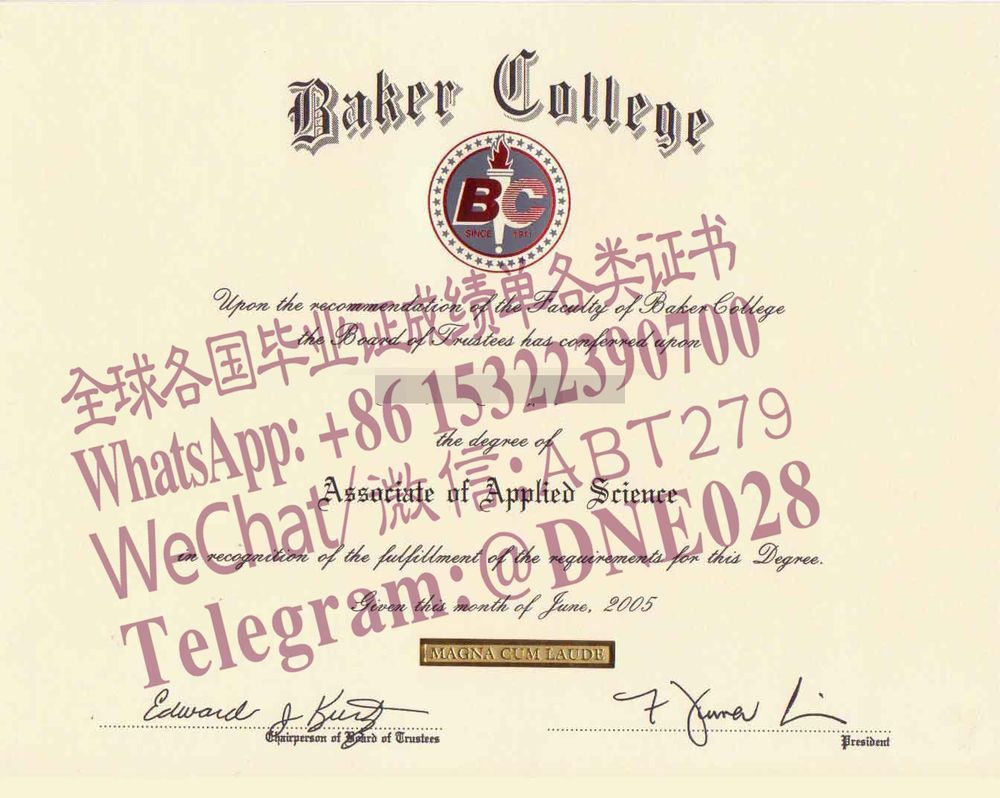 Baker College
BC
SINCE 1911
Upon the recommendation of the Faculty of Baker College
the Board of Trustees has conferred upon
the degree of
Associate of Applied Science
in recognition of the fulfillment of the requirements for this Degree.
Given this month of June, 2005
MAGNA CUM LAUDE
Edward J Kurtz
Chairperson of Board of Trustees
President
全球各国毕业证成绩单各类证书
WhatsApp: +86 15322390700
WeChat/微信:ABT279
Telegram:@DNE028